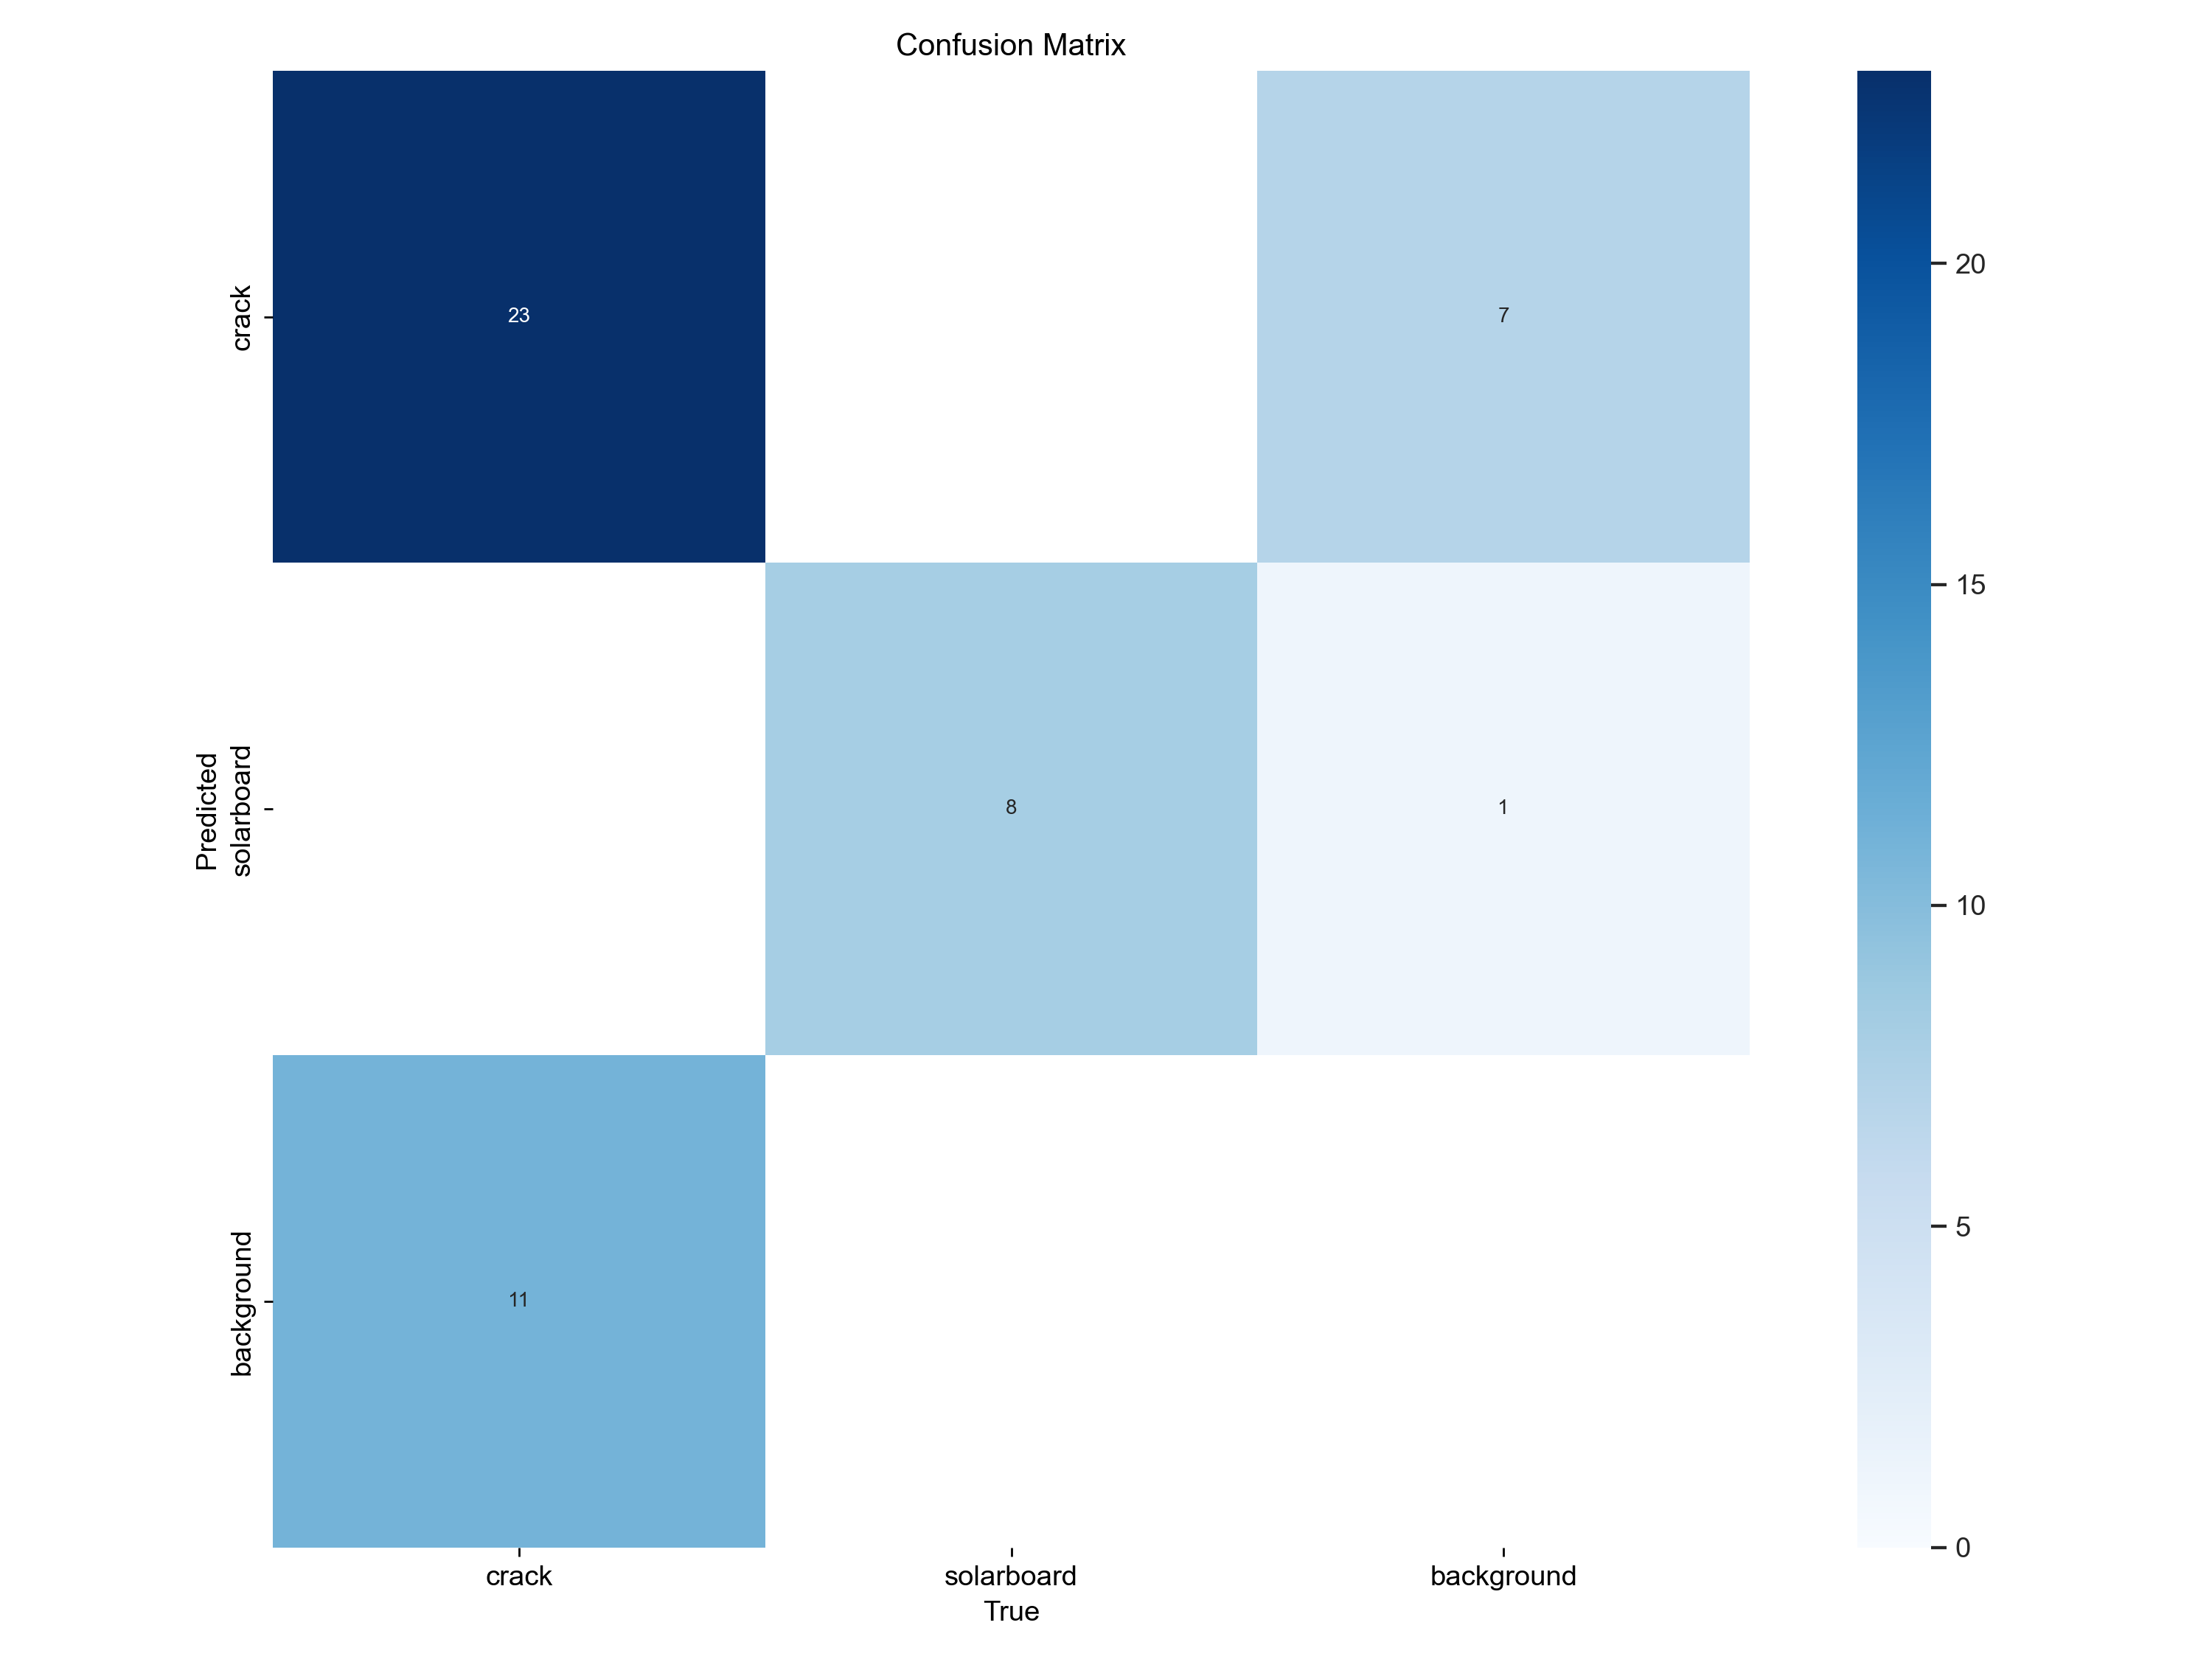 Confusion Matrix
crack
23
7
20
15
Predicted
solarboard
8
1
10
background
11
5
0
crack
solarboard
background
True